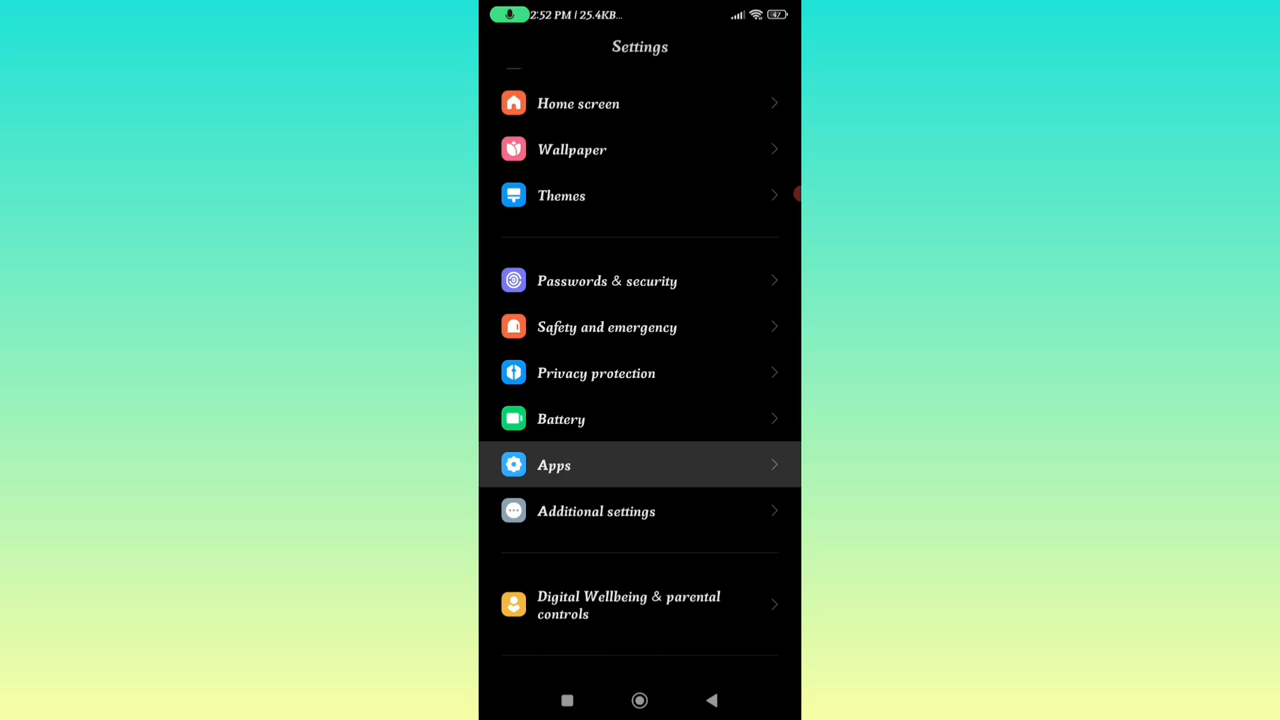 2:52 PM | 25.4KB...
47
Settings
Home screen
Wallpaper
Themes
Passwords & security
Safety and emergency
Privacy protection
Battery
Apps
Additional settings
Digital Wellbeing & parental
controls